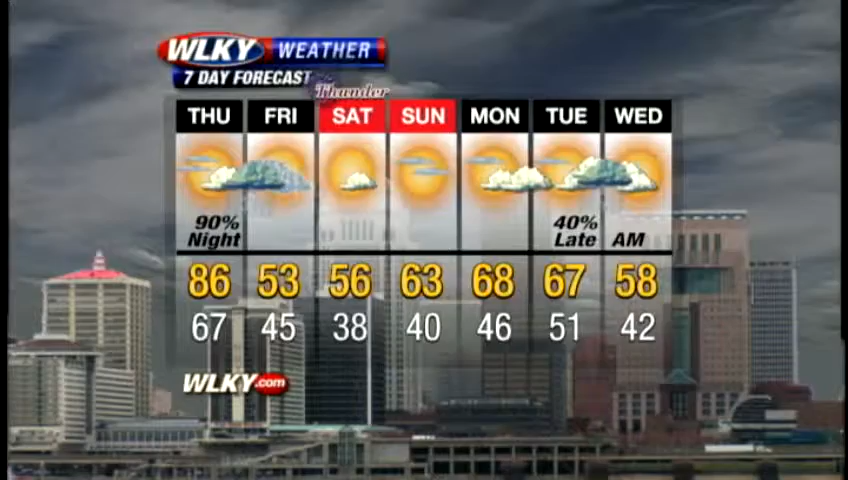 WLKY WEATHER
7 DAY FORECAST
Thunder
THU FRI SAT SUN MON TUE WED
90% 40%
Night Late AM
86 53 56 63 68 67 58
67 45 38 40 46 51 42
WLKY.com